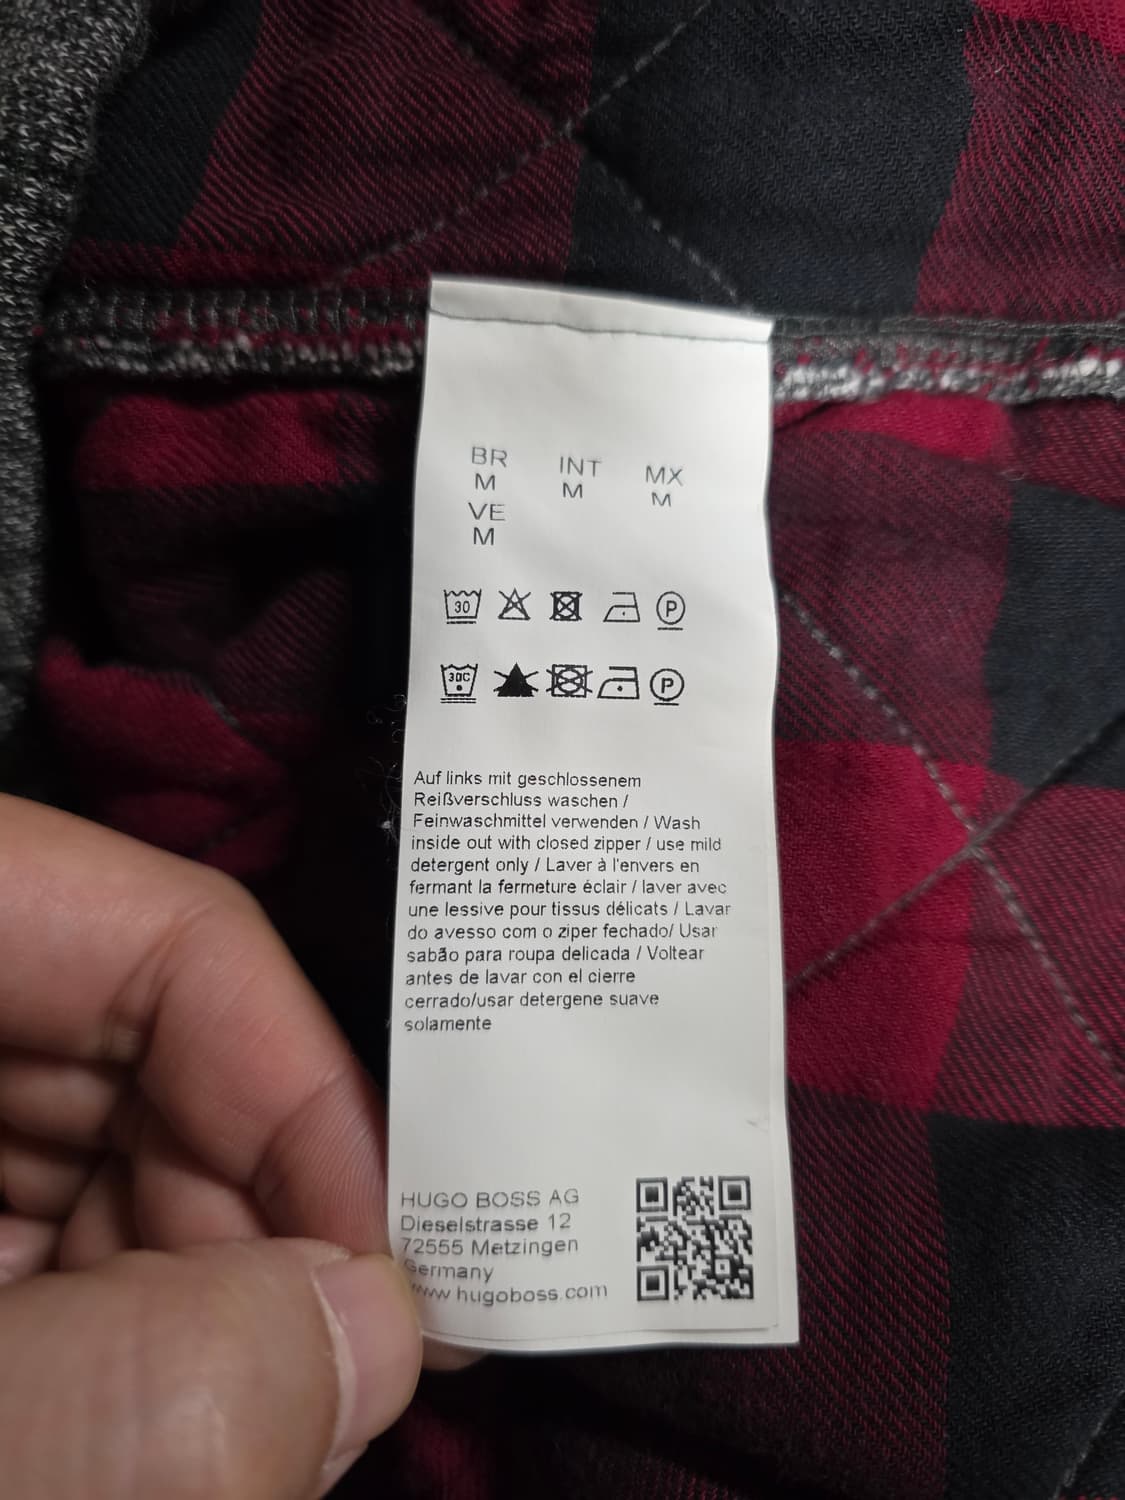 BR INT MX
M M M
VE
M
30 P
30C P
Auf links mit geschlossenem
Reißverschluss waschen /
Feinwaschmittel verwenden / Wash
inside out with closed zipper / use mild
detergent only / Laver à l'envers en
fermant la fermeture éclair / laver avec
une lessive pour tissus délicats / Lavar
do avesso com o ziper fechado/ Usar
sabão para roupa delicada / Voltear
antes de lavar con el cierre
cerrado/usar detergene suave
solamente
HUGO BOSS AG
Dieselstrasse 12
72555 Metzingen
Germany
www hugoboss.com